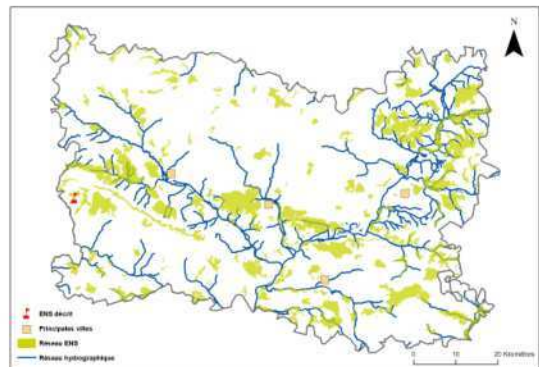 N
ENS décrit
Principales villes
Réseau ENS
Réseau hydrographique
0 10 20 Kilomètres